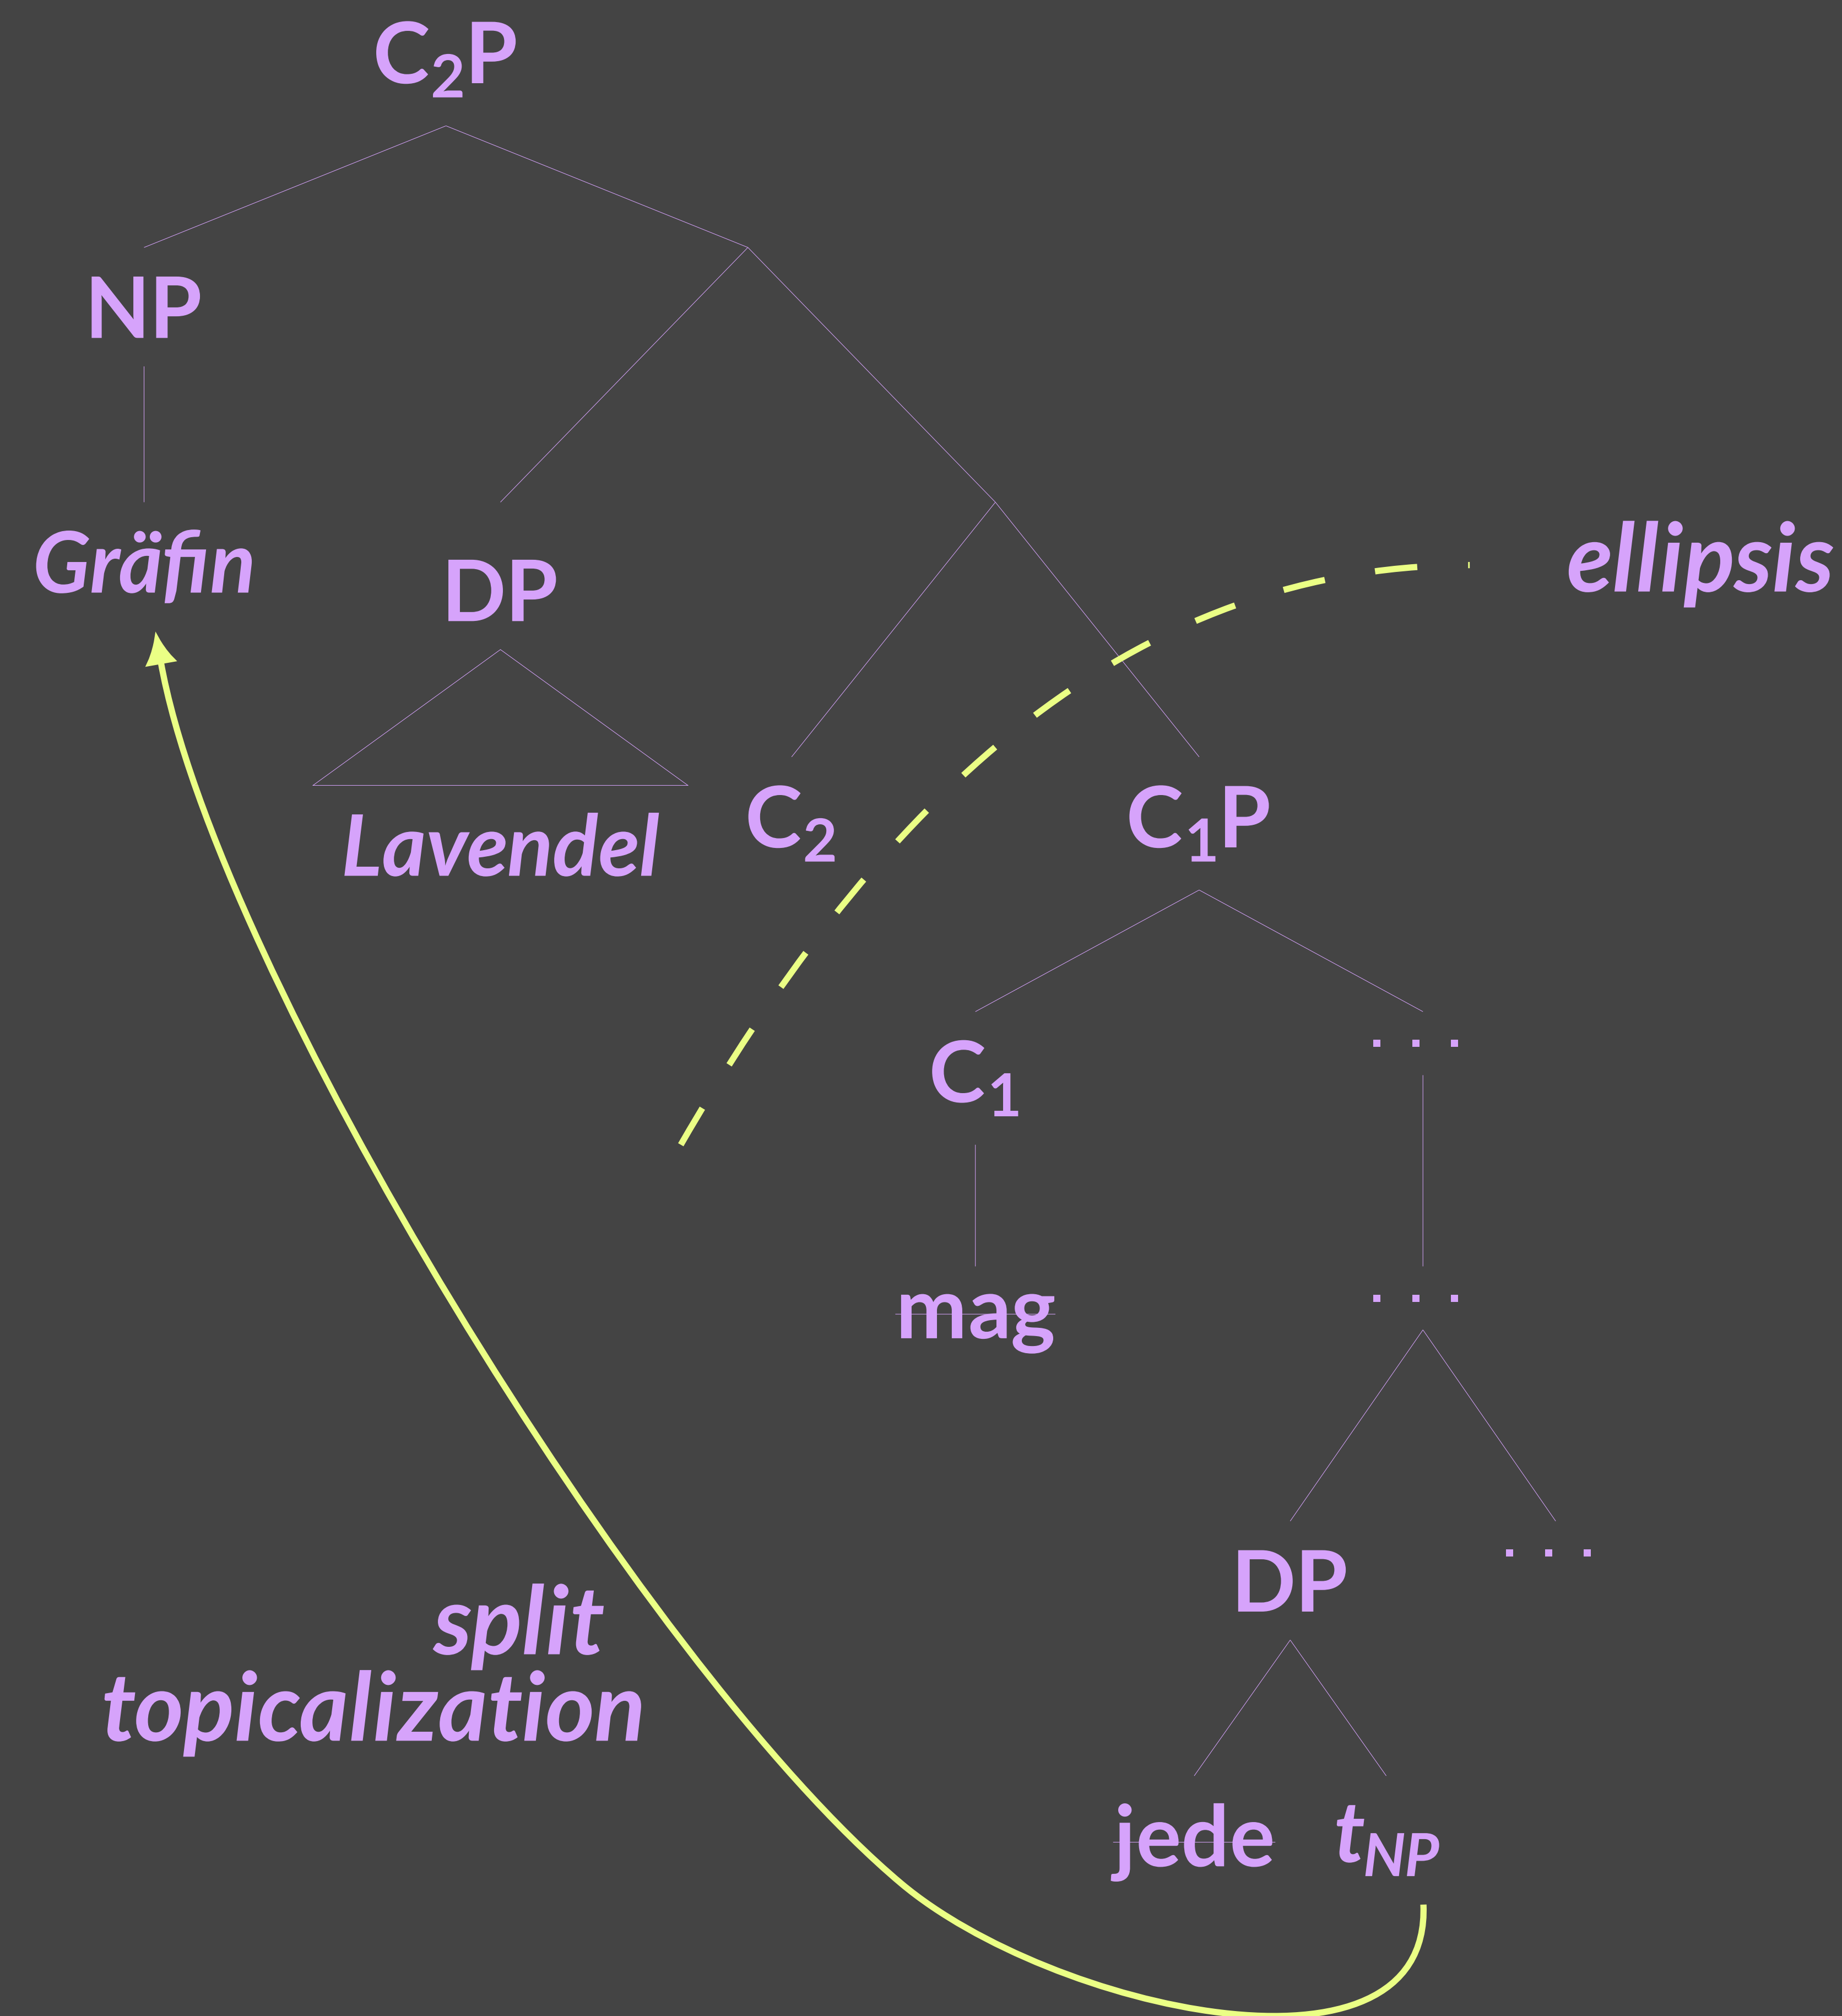 C₂P
NP
Gräfin
DP
ellipsis
Lavendel
C₂
C₁P
C₁
. . .
mag
. . .
DP
. . .
split
topicalization
jede
t_NP